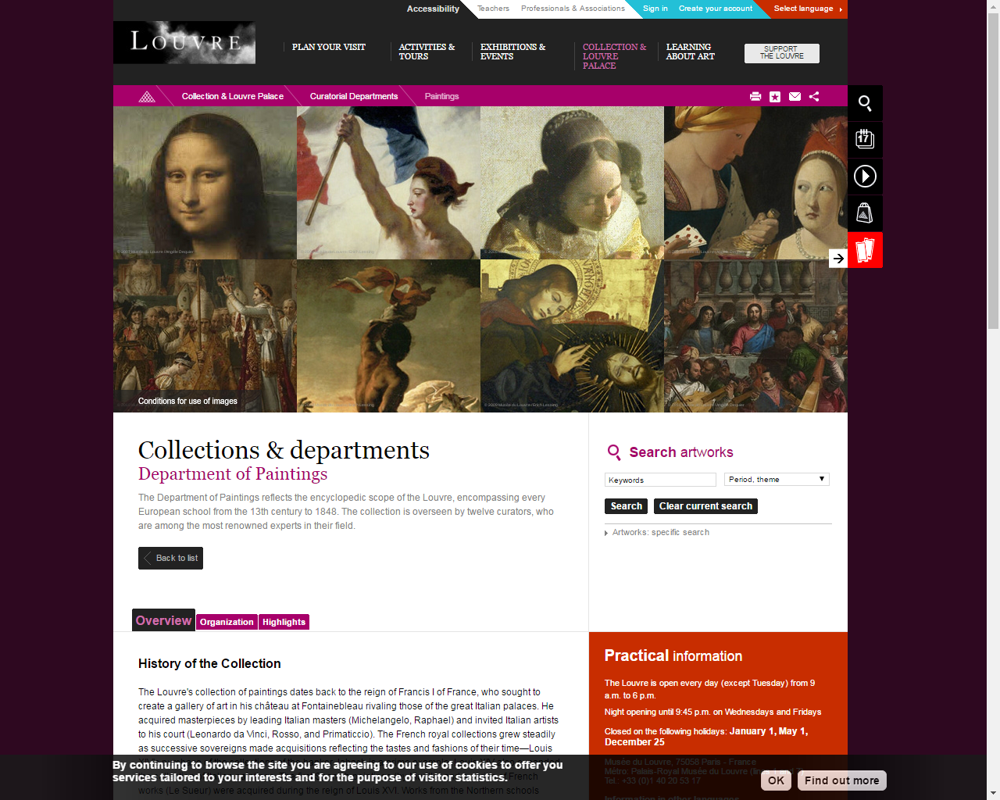 Accessibility
Teachers
Professionals & Associations
Sign in
Create your account
Select language
LOUVRE
PLAN YOUR VISIT
ACTIVITIES &
TOURS
EXHIBITIONS &
EVENTS
COLLECTION &
LOUVRE
PALACE
LEARNING
ABOUT ART
SUPPORT
THE LOUVRE
Collection & Louvre Palace
Curatorial Departments
Paintings
17
Conditions for use of images
Collections & departments
Department of Paintings
The Department of Paintings reflects the encyclopedic scope of the Louvre, encompassing every
European school from the 13th century to 1848. The collection is overseen by twelve curators, who
are among the most renowned experts in their field.
Back to list
Search artworks
Keywords
Period, theme
Search
Clear current search
Artworks: specific search
Overview
Organization
Highlights
History of the Collection
The Louvre's collection of paintings dates back to the reign of Francis I of France, who sought to
create a gallery of art in his château at Fontainebleau rivaling those of the great Italian palaces. He
acquired masterpieces by leading Italian masters (Michelangelo, Raphael) and invited Italian artists
to his court (Leonardo da Vinci, Rosso, and Primaticcio). The French royal collections grew steadily
as successive sovereigns made acquisitions reflecting the tastes and fashions of their time—Louis
works (Le Sueur) were acquired during the reign of Louis XVI. Works from the Northern schools
Practical information
The Louvre is open every day (except Tuesday) from 9
a.m. to 6 p.m.
Night opening until 9:45 p.m. on Wednesdays and Fridays
Closed on the following holidays: January 1, May 1,
December 25
Musée du Louvre, 75058 Paris - France
Métro: Palais-Royal Musée du Louvre
Tel.: +33 (0)1 40 20 53 17
Information in other languages
By continuing to browse the site you are agreeing to our use of cookies to offer you
services tailored to your interests and for the purpose of visitor statistics.
OK
Find out more